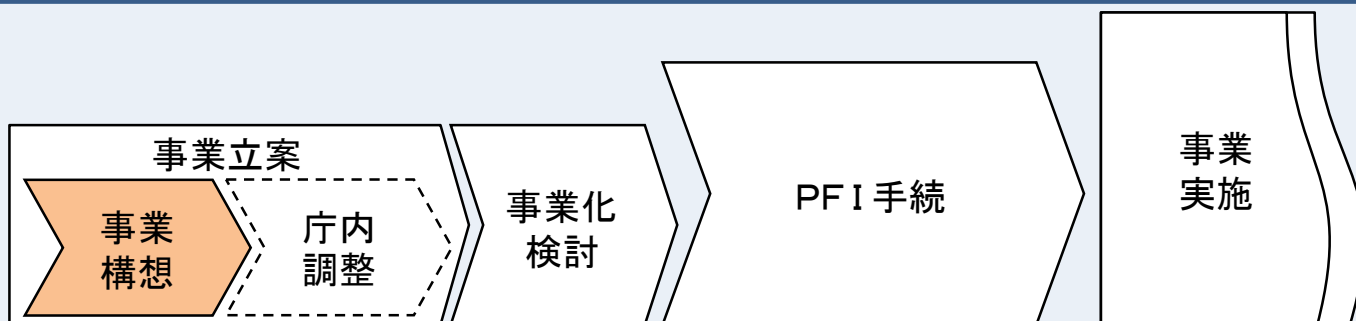 事業立案
事業
構想
庁内
調整
事業化
検討
PFI手続
事業
実施